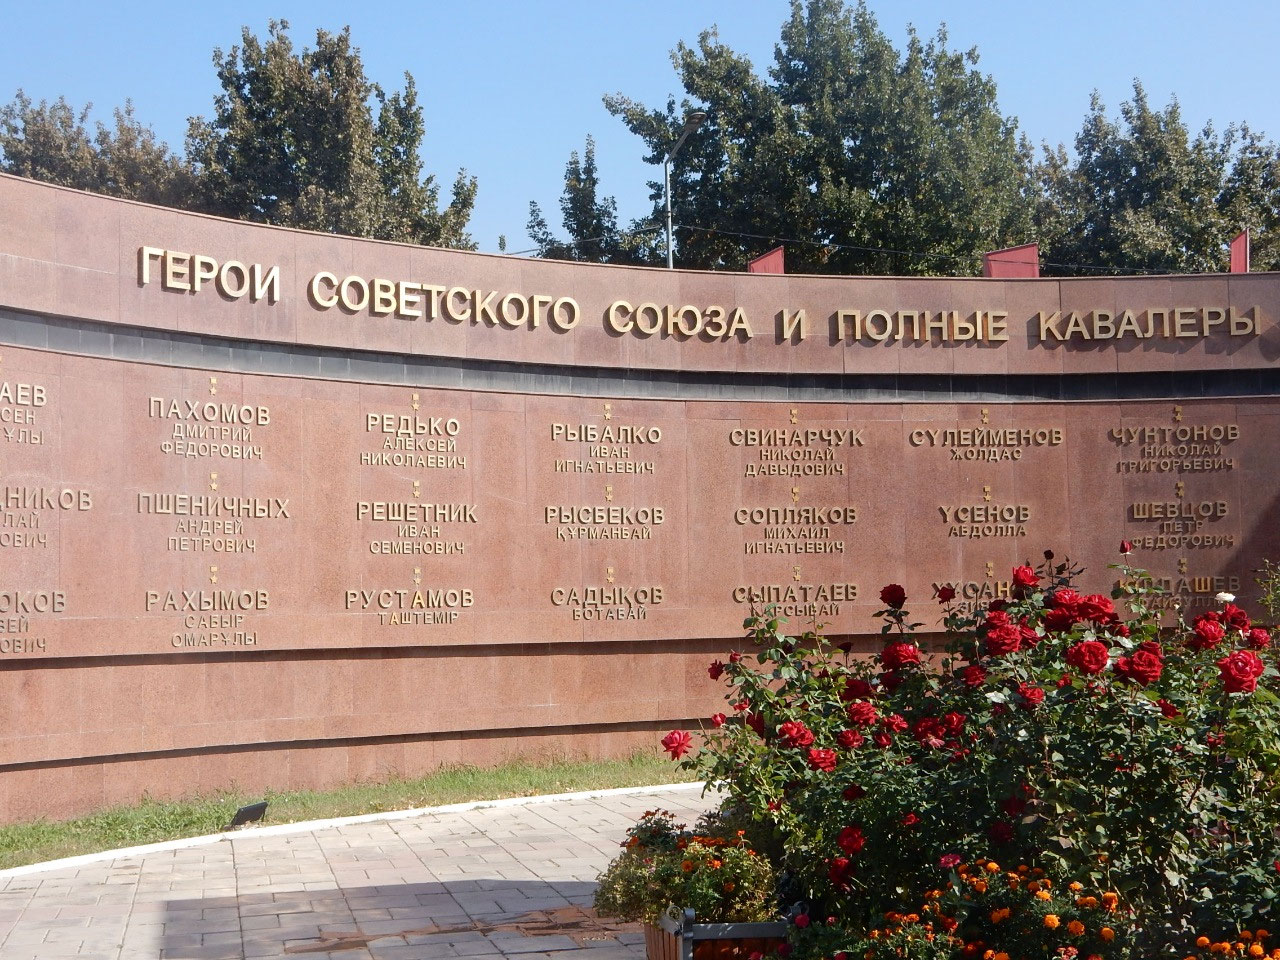 ГЕРОИ СОВЕТСКОГО СОЮЗА И ПОЛНЫЕ КАВАЛЕРЫ
ПАХОМОВ
ДМИТРИЙ
ФЕДОРОВИЧ
ПШЕНИЧНЫХ
АНДРЕЙ
ПЕТРОВИЧ
РАХЫМОВ
САБЫР
ОМАРҰЛЫ
РЕДЬКО
АЛЕКСЕЙ
НИКОЛАЕВИЧ
РЕШЕТНИК
ИВАН
СЕМЕНОВИЧ
РУСТАМОВ
ТАШТЕМІР
РЫБАЛКО
ИВАН
ИГНАТЬЕВИЧ
РЫСБЕКОВ
ҚҰРМАНБАЙ
САДЫҚОВ
БОТАБАЙ
СВИНАРЧУК
НИКОЛАЙ
ДАВЫДОВИЧ
СОПЛЯКОВ
МИХАИЛ
ИГНАТЬЕВИЧ
СЫПАТАЕВ
СҮЛЕЙМЕНОВ
ЖОЛДАС
ҮСЕНОВ
АБДОЛЛА
ЧУНТОНОВ
НИКОЛАЙ
ГРИГОРЬЕВИЧ
ШЕВЦОВ
ПЕТР
ФЕДОРОВИЧ